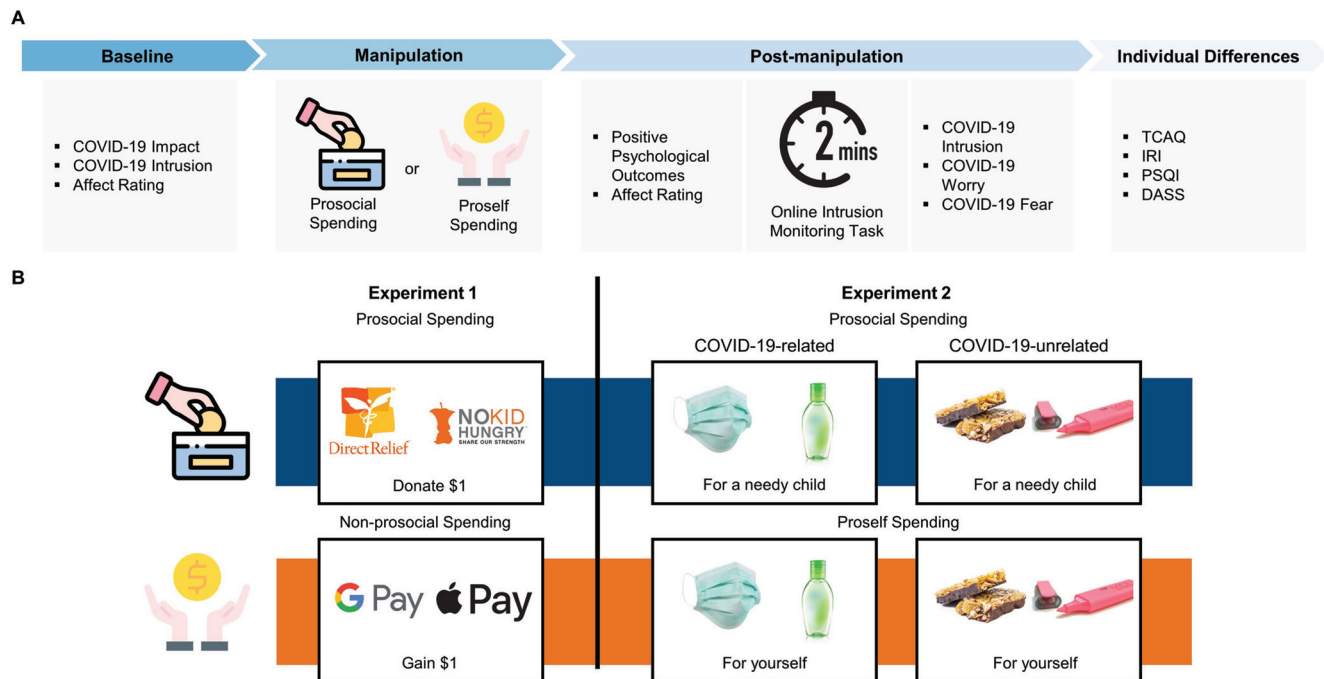 A
Baseline
Manipulation
Post-manipulation
Individual Differences
▪ COVID-19 Impact
▪ COVID-19 Intrusion
▪ Affect Rating
or
Prosocial
Spending
$
Proself
Spending
▪ Positive
Psychological
Outcomes
▪ Affect Rating
2
mins
Online Intrusion
Monitoring Task
▪ COVID-19
Intrusion
▪ COVID-19
Worry
▪ COVID-19 Fear
▪ TCAQ
▪ IRI
▪ PSQI
▪ DASS
B
Experiment 1
Prosocial Spending
DirectRelief
NOKID
HUNGRY™
SHARE OUR STRENGTH
Donate $1
Experiment 2
Prosocial Spending
COVID-19-related
COVID-19-unrelated
For a needy child
For a needy child
Non-prosocial Spending
$
G Pay
Pay
Gain $1
Proself Spending
For yourself
For yourself